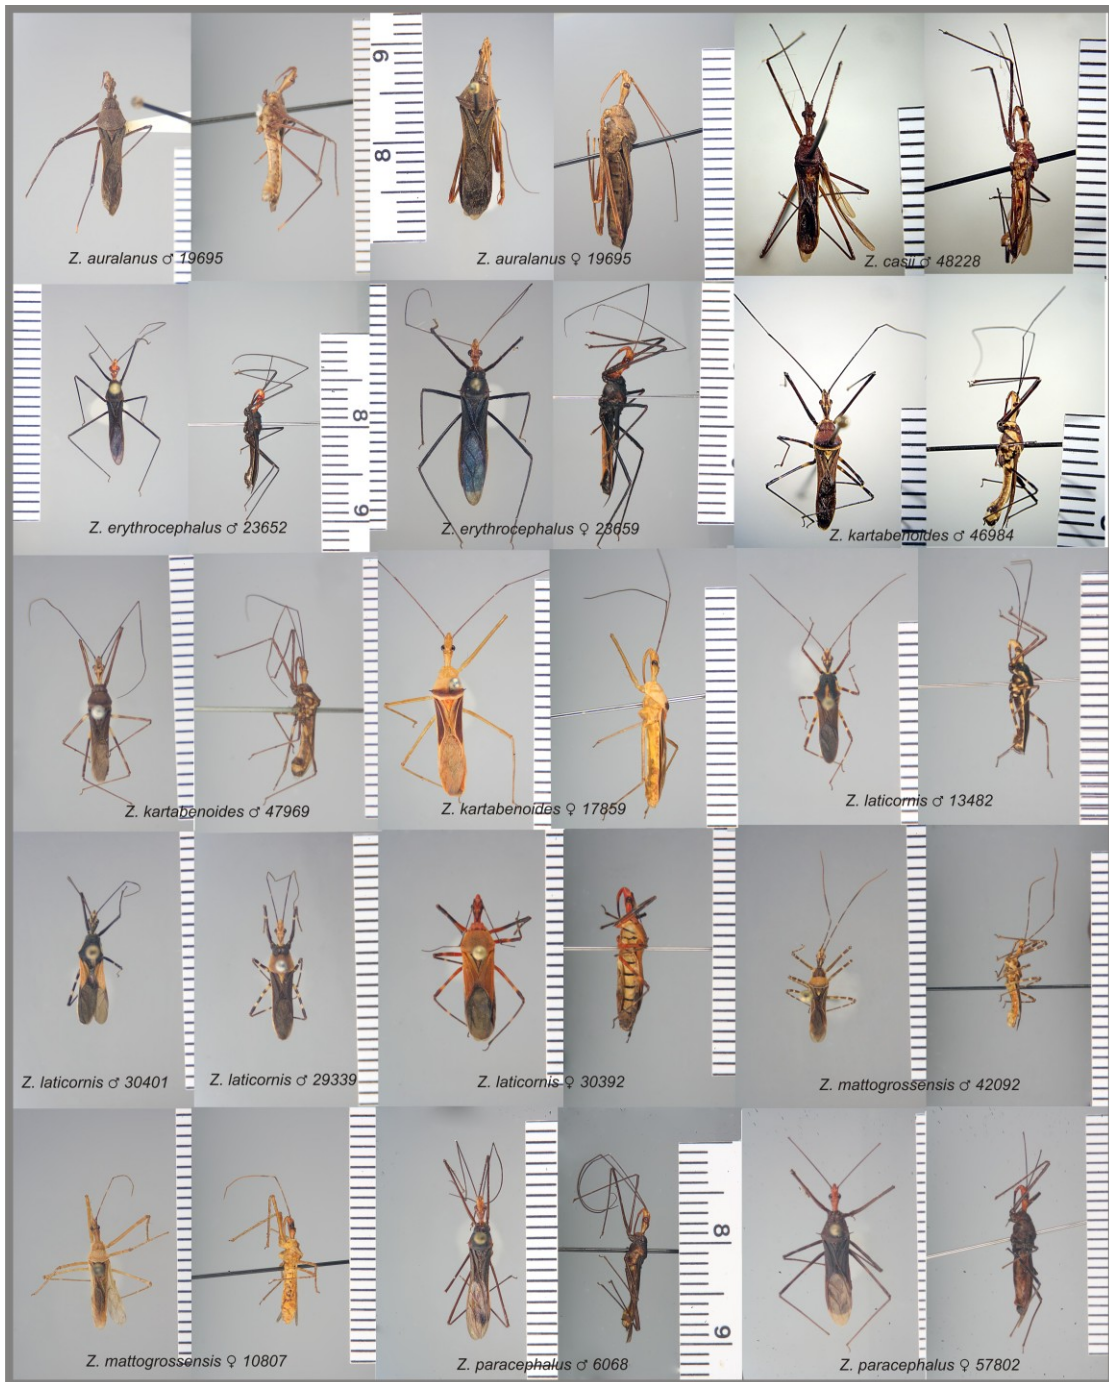 6
8
Z. auralanus ♂ 19695
Z. auralanus ♀ 19695
Z. casii ♂ 48228
8
9
Z. erythrocephalus ♂ 23652
Z. erythrocephalus ♀ 23659
Z. kartabenoides ♂ 46984
Z. kartabenoides ♂ 47969
Z. kartabenoides ♀ 17859
Z. laticornis ♂ 13482
Z. laticornis ♂ 30401
Z. laticornis ♂ 29339
Z. laticornis ♀ 30392
Z. mattogrossensis ♂ 42092
8
9
Z. mattogrossensis ♀ 10807
Z. paracephalus ♂ 6068
Z. paracephalus ♀ 57802